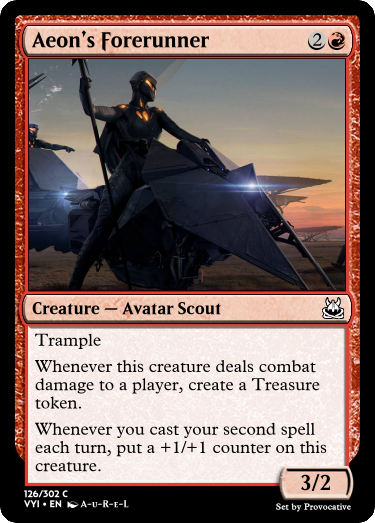 Aeon's Forerunner 2
Creature — Avatar Scout
Trample
Whenever this creature deals combat
damage to a player, create a Treasure
token.
Whenever you cast your second spell
each turn, put a +1/+1 counter on this
creature.
3/2
126/302 C
VYI • EN A-u-R-e-L
Set by Provocative